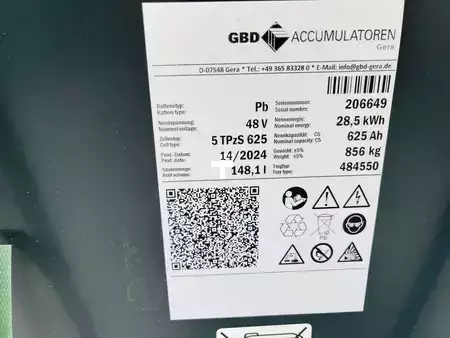 GBD ACCUMULATOREN
Gera
D-07548 Gera * Tel.: +49 365 83328 0 * E-Mail: info@gbd-gera.de
Batterietyp: Pb
Battery type:
Seriennummer: 206649
Serialnumber:
Nennspannung: 48 V
Nominal voltage:
Nennenergie: 28,5 kWh
Nominal energy:
Zellentyp: 5 TPzS 625
Cell type:
Nennkapazität: C5 625 Ah
Nominal capacity: C5
Prod. Datum: 14/2024
Prod. date:
Gewicht: ±5% 856 kg
Weight: ±5%
Säuremenge: 148,1 l
Acid volume:
Trogtyp: 484550
Tray type:
Pb